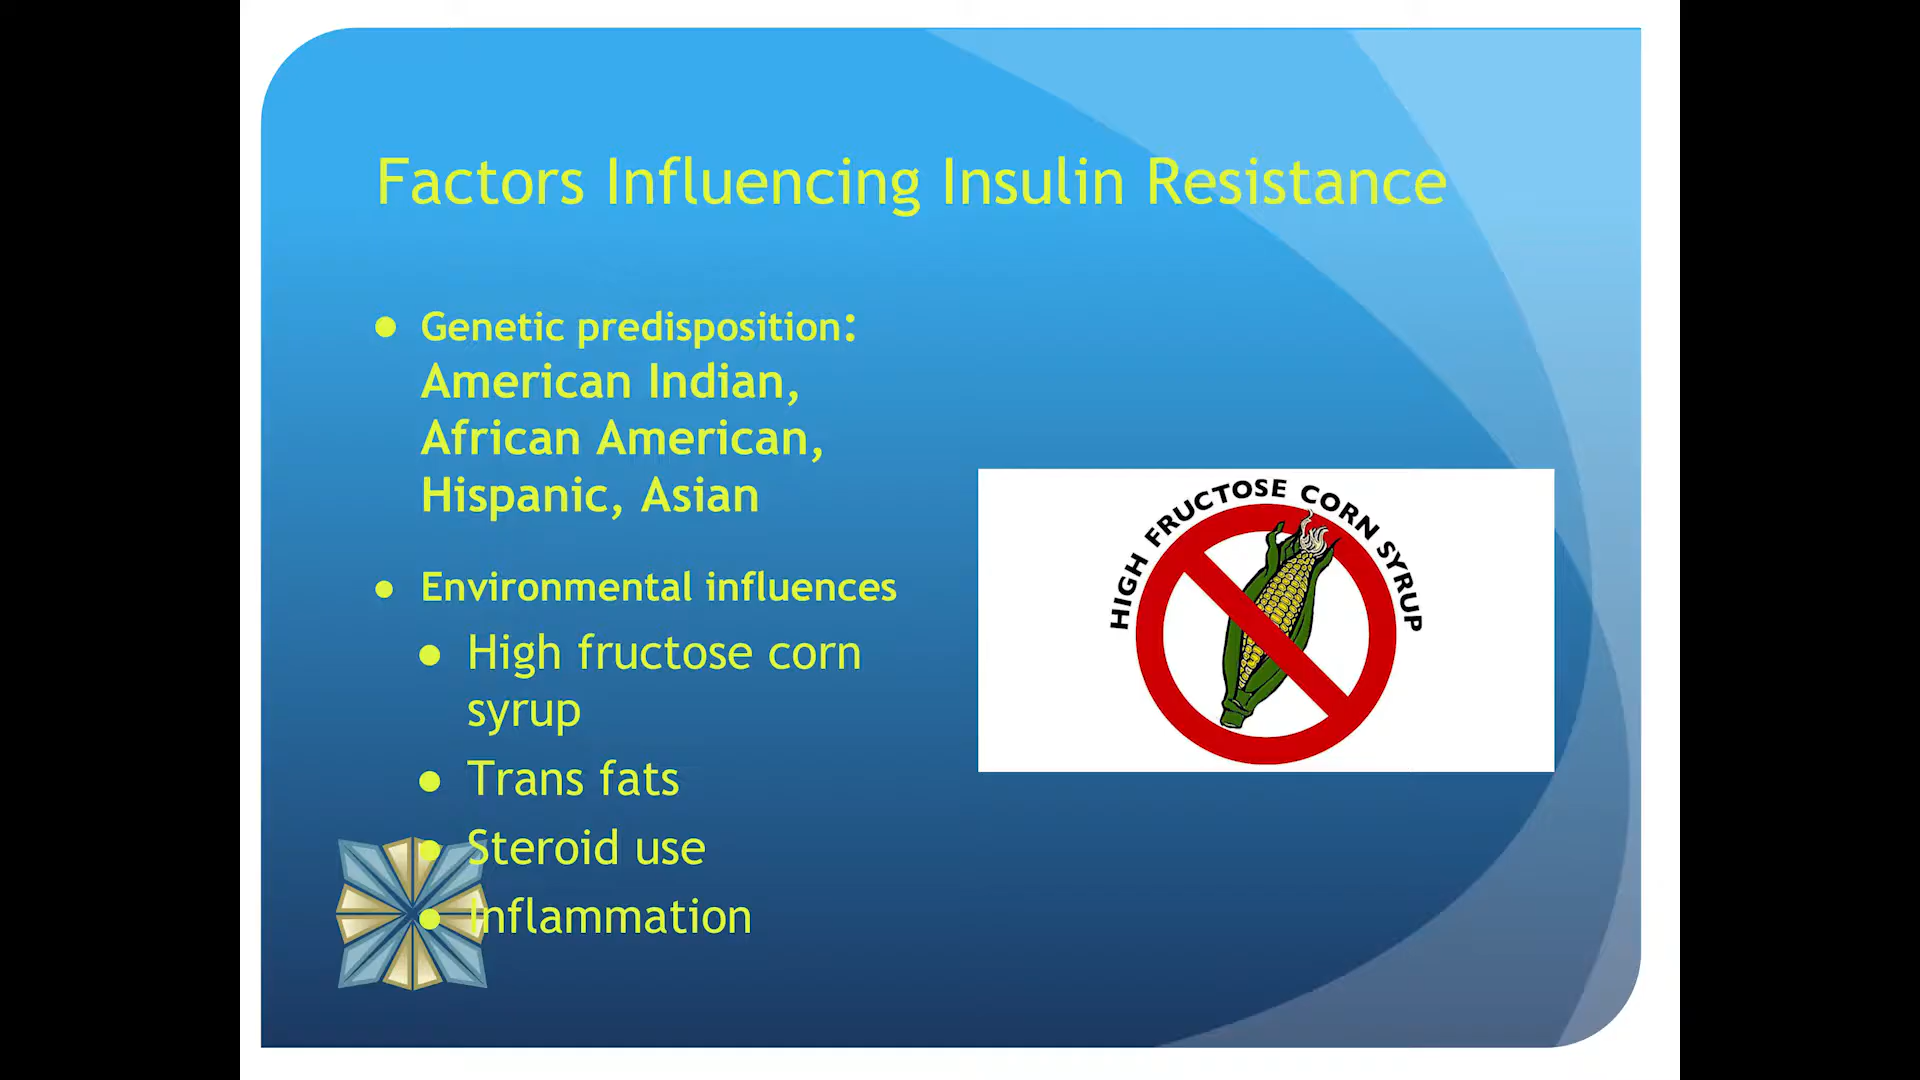 Factors Influencing Insulin Resistance
Genetic predisposition:
American Indian,
African American,
Hispanic, Asian
Environmental influences
High fructose corn
syrup
Trans fats
Steroid use
Inflammation
HIGH FRUCTOSE CORN SYRUP